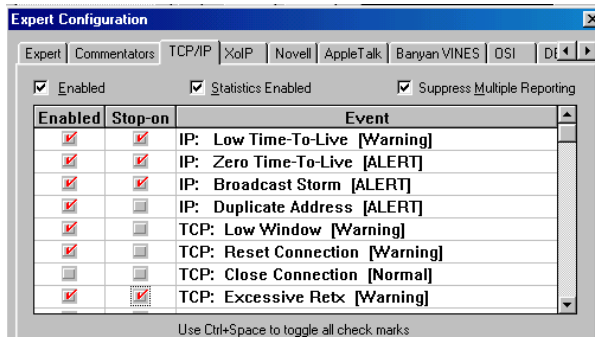 Expert Configuration
Expert Commentators TCP/IP XoIP Novell AppleTalk Banyan VINES OSI
Enabled Statistics Enabled Suppress Multiple Reporting
Enabled Stop-on Event
IP: Low Time-To-Live [Warning]
IP: Zero Time-To-Live [ALERT]
IP: Broadcast Storm [ALERT]
IP: Duplicate Address [ALERT]
TCP: Low Window [Warning]
TCP: Reset Connection [Warning]
TCP: Close Connection [Normal]
TCP: Excessive Retx [Warning]
Use Ctrl+Space to toggle all check marks